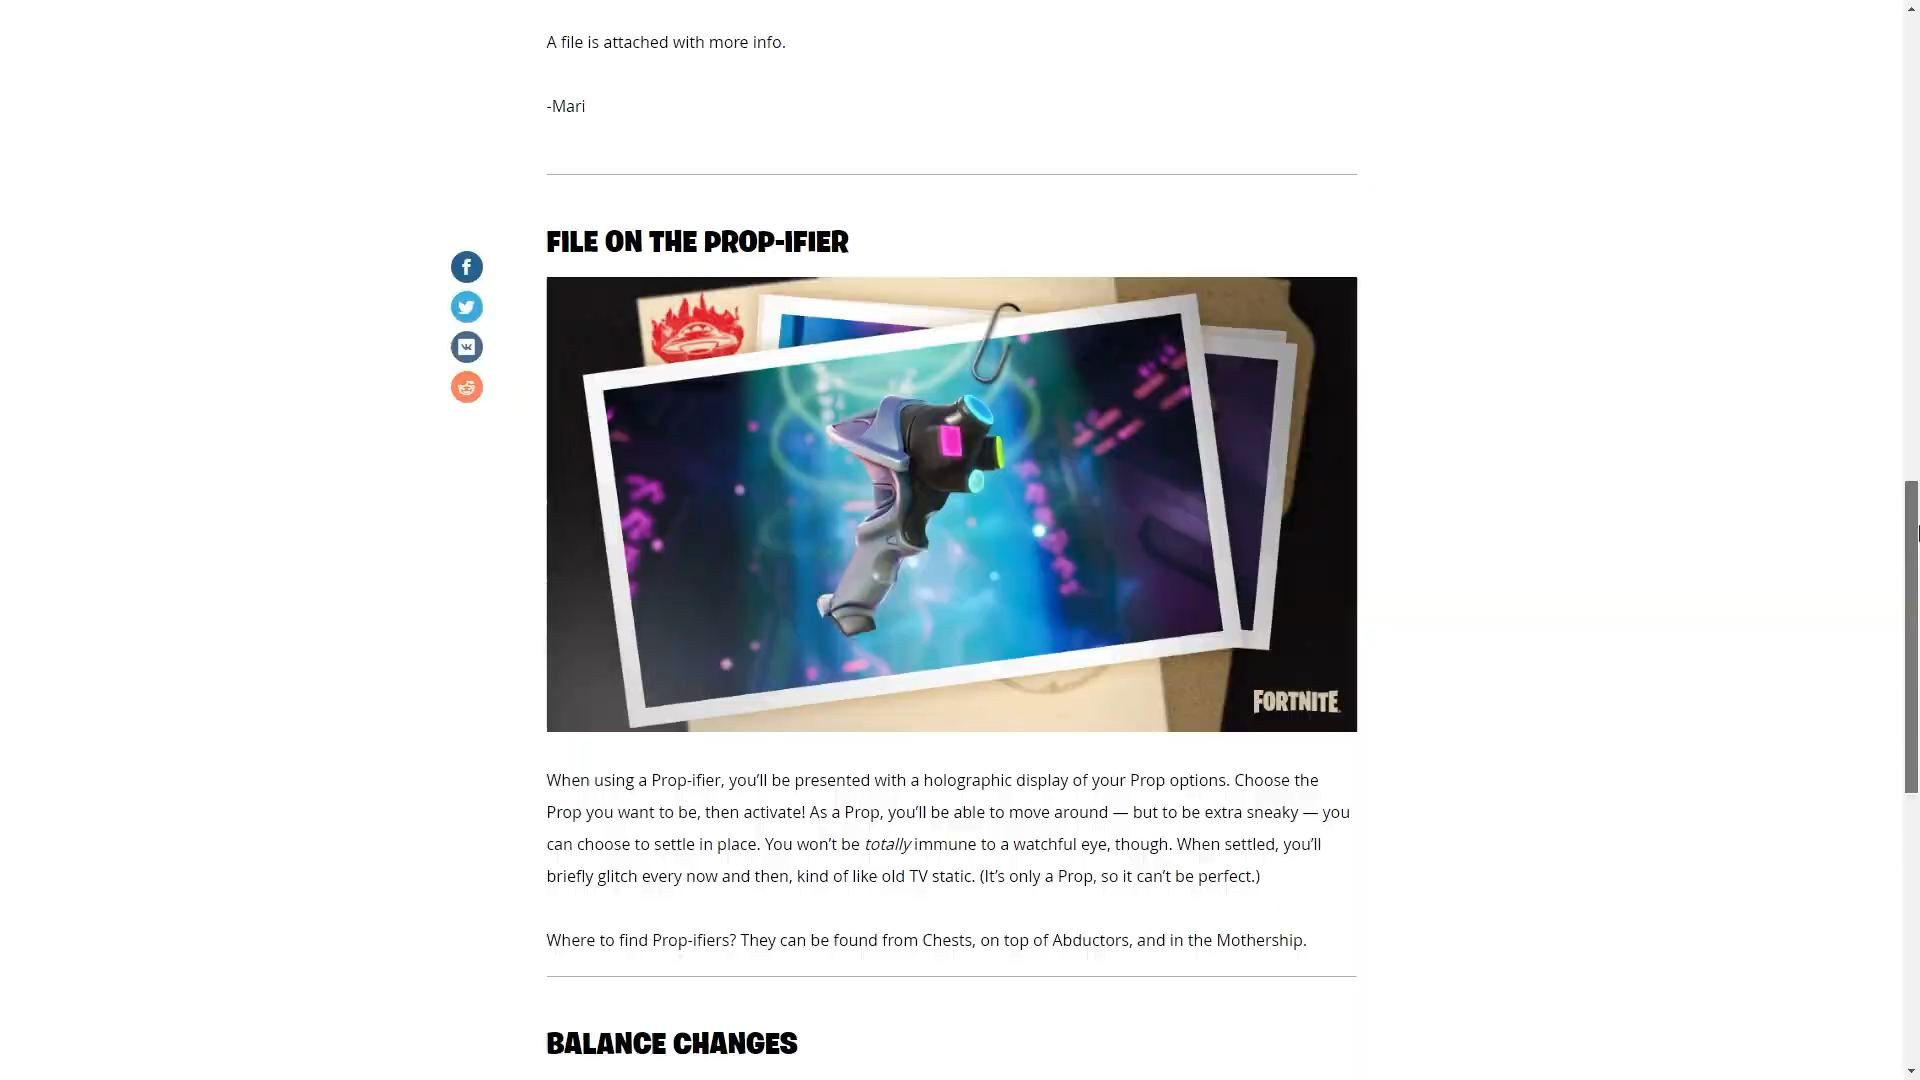 A file is attached with more info.
-Mari
FILE ON THE PROP-IFIER
FORTNITE
When using a Prop-ifier, you’ll be presented with a holographic display of your Prop options. Choose the
Prop you want to be, then activate! As a Prop, you’ll be able to move around — but to be extra sneaky — you
can choose to settle in place. You won’t be totally immune to a watchful eye, though. When settled, you’ll
briefly glitch every now and then, kind of like old TV static. (It’s only a Prop, so it can’t be perfect.)
Where to find Prop-ifiers? They can be found from Chests, on top of Abductors, and in the Mothership.
BALANCE CHANGES